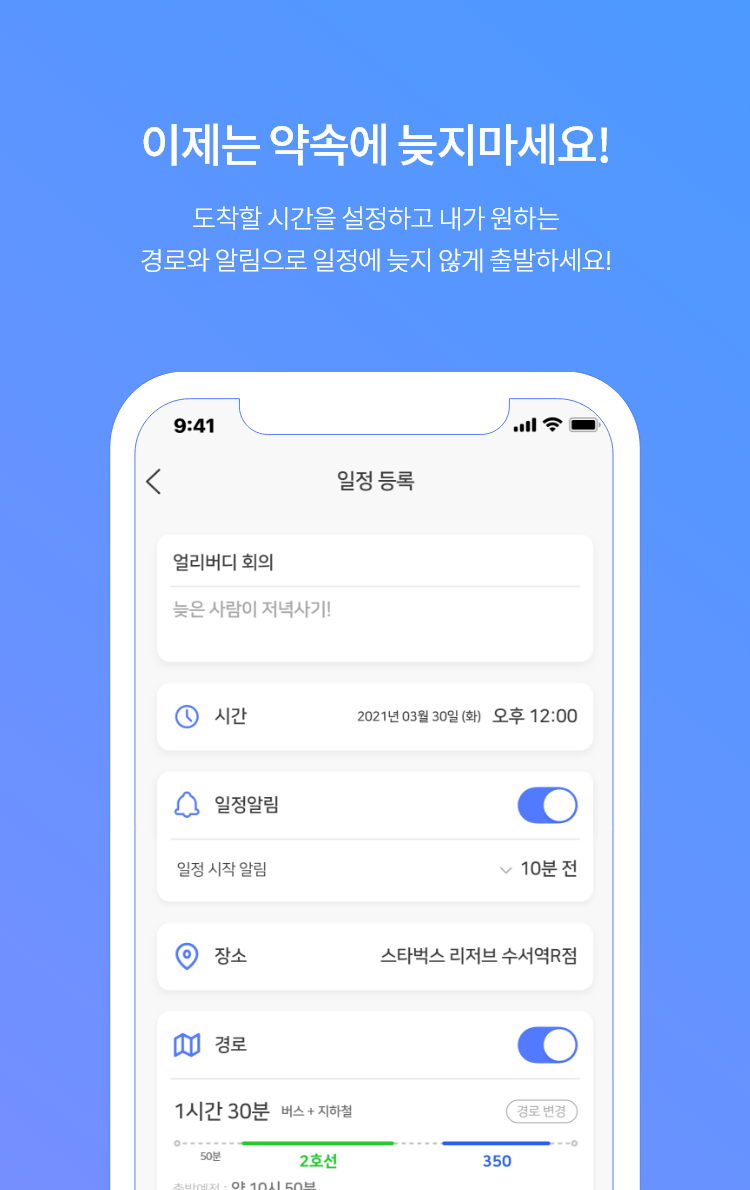 이제는 약속에 늦지마세요!
도착할 시간을 설정하고 내가 원하는
경로와 알림으로 일정에 늦지 않게 출발하세요!
9:41
일정 등록
얼리버디 회의
늦은 사람이 저녁사기!
시간 2021년 03월 30일 (화) 오후 12:00
일정알림
일정 시작 알림 10분 전
장소 스타벅스 리저브 수서역R점
경로
1시간 30분 버스 + 지하철 경로 변경
50분 2호선 350
출발예정 : 약 10시 50분